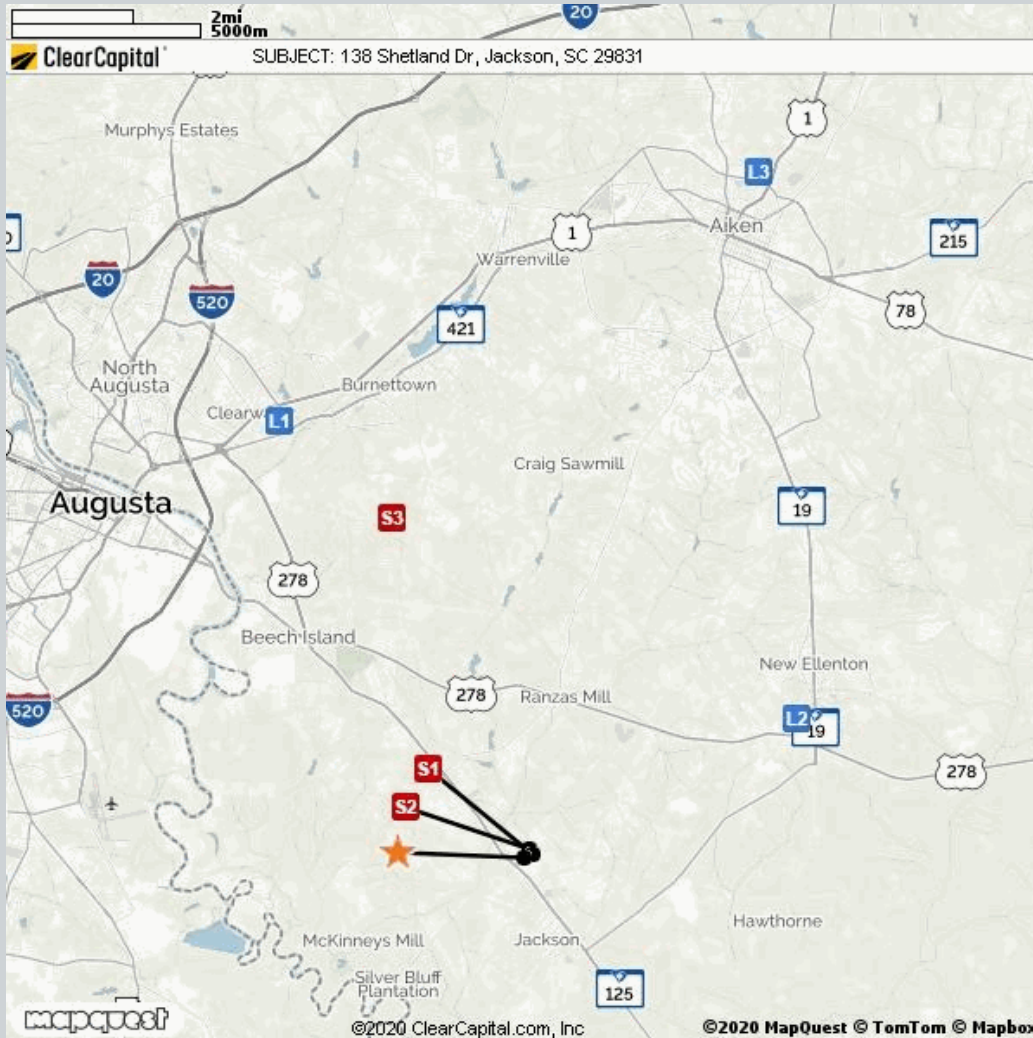 2mi
5000m
20
ClearCapital
SUBJECT: 138 Shetland Dr, Jackson, SC 29831
1
Murphys Estates
L3
1
Aiken
215
Warrenville
20
520
78
421
North
Augusta
Burnettown
Clearw
L1
Craig Sawmill
Augusta
19
S3
278
Beech Island
New Ellenton
278
Ranzas Mill
520
L2
19
S1
278
S2
Hawthorne
McKinneys Mill
Jackson
Silver Bluff
Plantation
125
mapquest
©2020 ClearCapital.com, Inc
©2020 MapQuest © TomTom © Mapbox